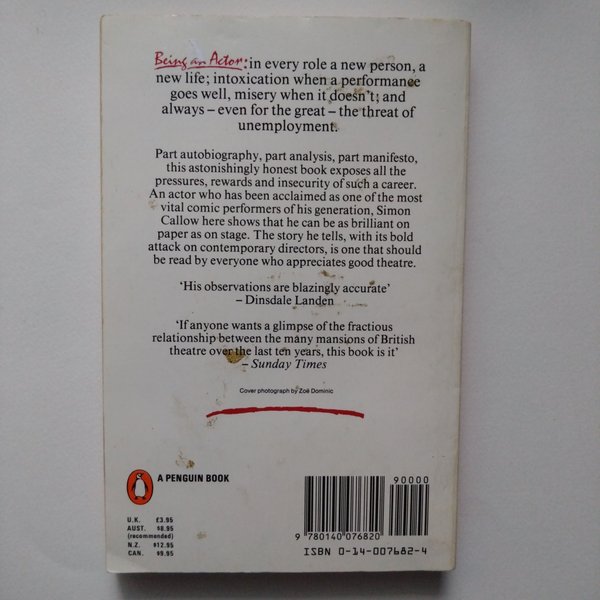 Being an Actor: in every role a new person, a
new life; intoxication when a performance
goes well, misery when it doesn't; and
always – even for the great – the threat of
unemployment.
Part autobiography, part analysis, part manifesto,
this astonishingly honest book exposes all the
pressures, rewards and insecurity of such a career.
An actor who has been acclaimed as one of the most
vital comic performers of his generation, Simon
Callow here shows that he can be as brilliant on
paper as on stage. The story he tells, with its bold
attack on contemporary directors, is one that should
be read by everyone who appreciates good theatre.
'His observations are blazingly accurate'
– Dinsdale Landen
'If anyone wants a glimpse of the fractious
relationship between the many mansions of British
theatre over the last ten years, this book is it'
– Sunday Times
Cover photograph by Zoë Dominic
A PENGUIN BOOK
U.K. £3.95
AUST. $8.95
(recommended)
N.Z. $12.95
CAN. $9.95
90000
9 780140 076820
ISBN 0-14-007682-4